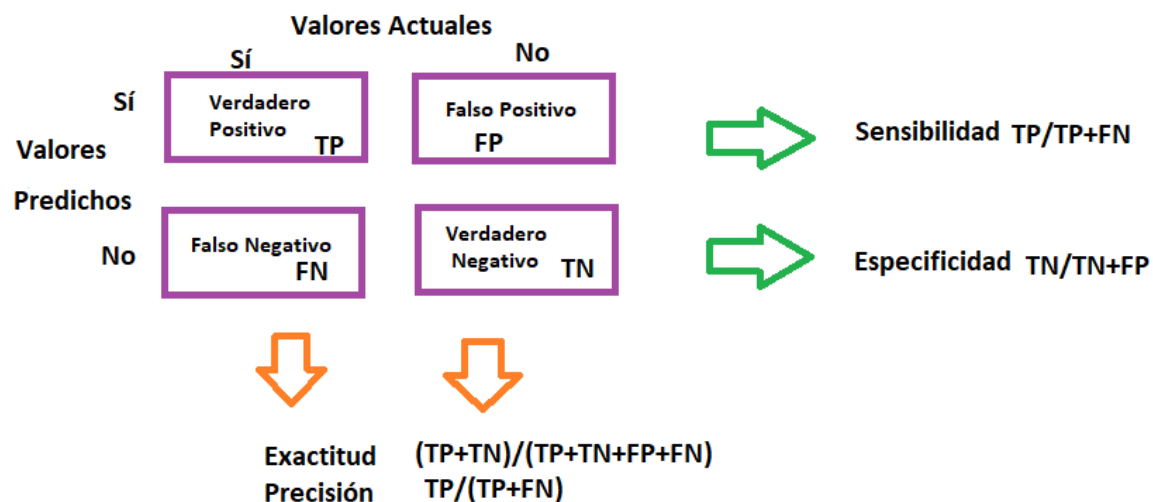 Valores Actuales
Sí
No
Sí
Verdadero
Positivo TP
Falso Positivo
FP
Sensibilidad TP/TP+FN
Valores
Predichos
No
Falso Negativo
FN
Verdadero
Negativo TN
Especificidad TN/TN+FP
Exactitud (TP+TN)/(TP+TN+FP+FN)
Precisión TP/(TP+FN)